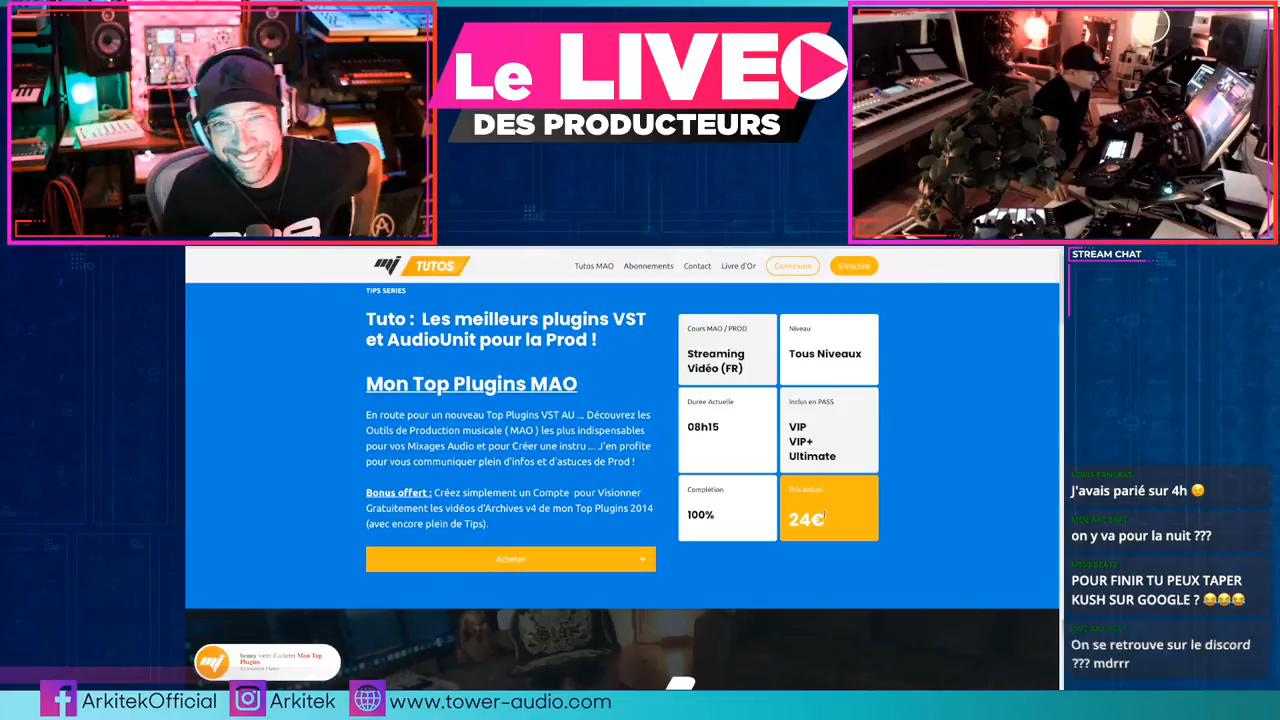 Le LIVE
DES PRODUCTEURS
TUTOS
Tutos MAO
Abonnements
Contact
Livre d'Or
Connexion
S'inscrire
TIPS SERIES
Tuto : Les meilleurs plugins VST
et AudioUnit pour la Prod !
Mon Top Plugins MAO
En route pour un nouveau Top Plugins VST AU ... Découvrez les
Outils de Production musicale ( MAO ) les plus indispensables
pour vos Mixages Audio et pour Créer une instru ... J'en profite
pour vous communiquer plein d'infos et d'astuces de Prod !
Bonus offert : Créez simplement un Compte pour Visionner
Gratuitement les vidéos d'Archives v4 de mon Top Plugins 2014
(avec encore plein de Tips).
Acheter
Cours MAO / PROD
Streaming
Vidéo (FR)
Niveau
Tous Niveaux
Durée Actuelle
08h15
Inclus en PASS
VIP
VIP+
Ultimate
Complétion
100%
Prix Actuel
24€
benny vient d'acheter Mon Top
Plugins
STREAM CHAT
J'avais parié sur 4h 😉
on y va pour la nuit ???
POUR FINIR TU PEUX TAPER
KUSH SUR GOOGLE ? 😂😂😂
On se retrouve sur le discord
??? mdrrr
ArkitekOfficial
Arkitek
www.tower-audio.com